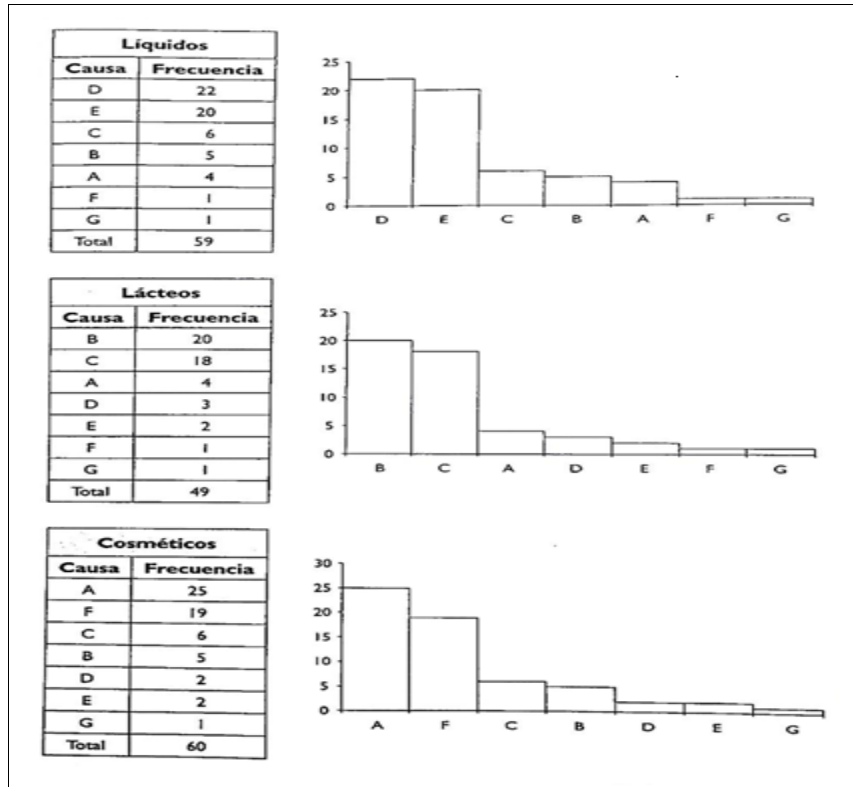 Líquidos
Causa Frecuencia
D 22
E 20
C 6
B 5
A 4
F 1
G 1
Total 59
25
20
15
10
5
0
D E C B A F G
Lácteos
Causa Frecuencia
B 20
C 18
A 4
D 3
E 2
F 1
G 1
Total 49
25
20
15
10
5
0
B C A D E F G
Cosméticos
Causa Frecuencia
A 25
F 19
C 6
B 5
D 2
E 2
G 1
Total 60
30
25
20
15
10
5
0
A F C B D E G